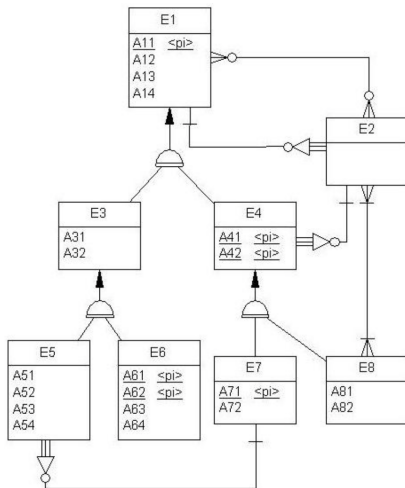 E1
A11 <pi>
A12
A13
A14
E2
E3
A31
A32
E4
A41 <pi>
A42 <pi>
E5
A51
A52
A53
A54
E6
A61 <pi>
A62 <pi>
A63
A64
E7
A71 <pi>
A72
E8
A81
A82